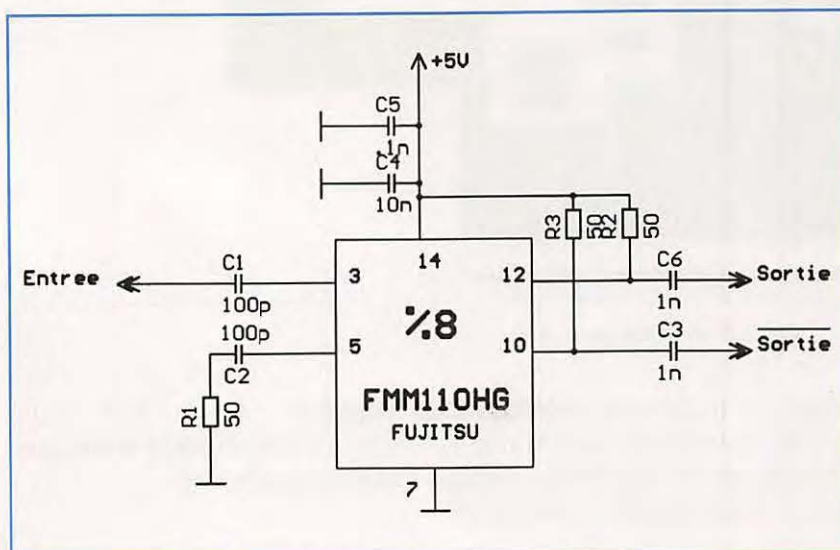 +5V
C5
1n
C4
10n
R3
50
R2
50
14
Entree
C1
100p
3
12
C6
1n
Sortie
%8
100p
C2
5
10
C3
1n
Sortie
R1
50
FMM110HG
FUJITSU
7